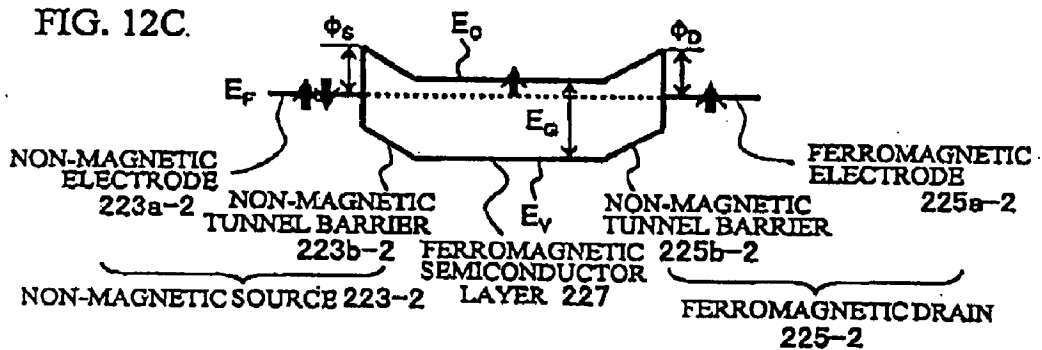 FIG. 12C.
ΦS
EC
ΦD
EF
EG
NON-MAGNETIC
ELECTRODE
223a-2
NON-MAGNETIC
TUNNEL BARRIER
223b-2
EV
FERROMAGNETIC
SEMICONDUCTOR
LAYER 227
NON-MAGNETIC
TUNNEL BARRIER
225b-2
FERROMAGNETIC
ELECTRODE
225a-2
NON-MAGNETIC SOURCE 223-2
FERROMAGNETIC DRAIN
225-2